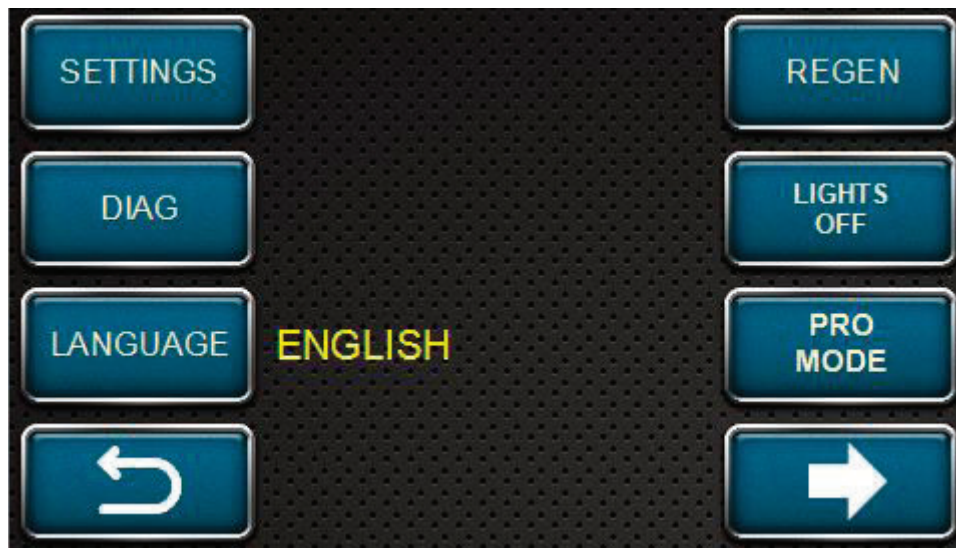 SETTINGS
REGEN
DIAG
LIGHTS
OFF
LANGUAGE
ENGLISH
PRO
MODE